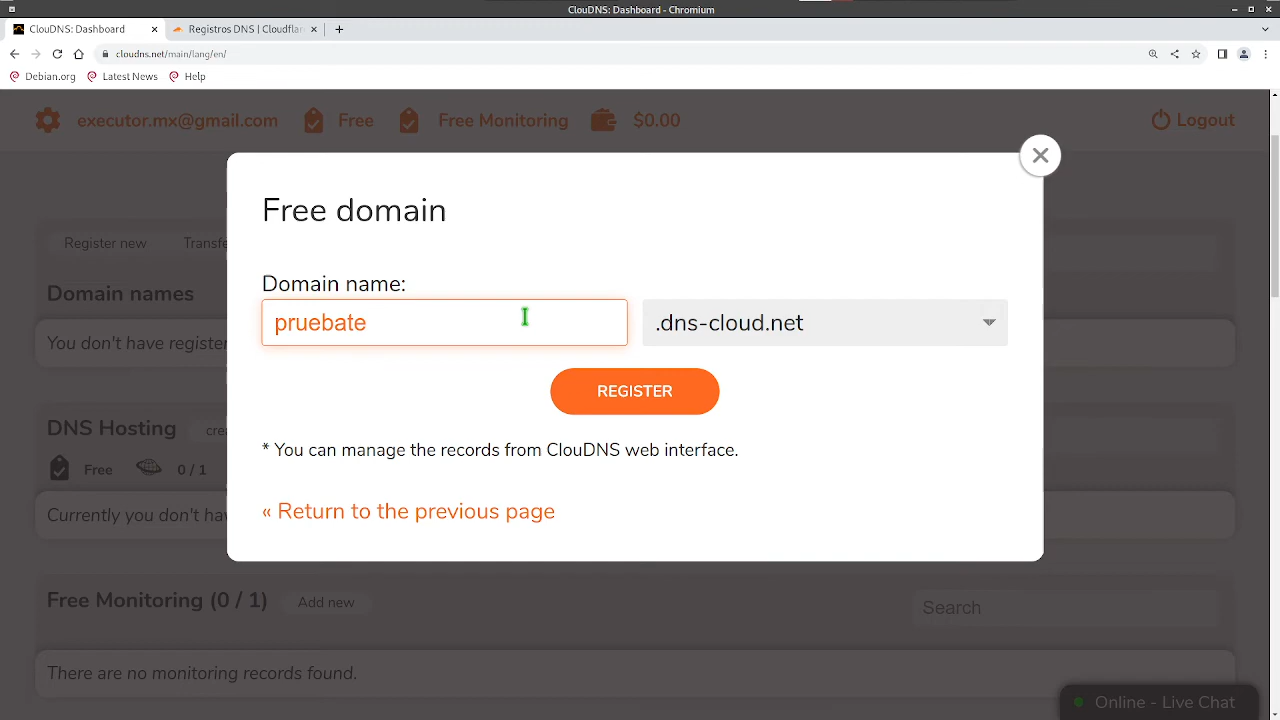 ClouDNS: Dashboard - Chromium
ClouDNS: Dashboard
Registros DNS | Cloudflar
cloudns.net/main/lang/en/
Debian.org
Latest News
Help
executor.mx@gmail.com
Free
Free Monitoring
$0.00
Logout
Free domain
Register new
Transfe
Domain names
Domain name:
pruebate
.dns-cloud.net
You don't have register
REGISTER
DNS Hosting
crea
* You can manage the records from ClouDNS web interface.
Free
0 / 1
« Return to the previous page
Currently you don't hav
Free Monitoring (0 / 1)
Add new
Search
There are no monitoring records found.
Online - Live Chat